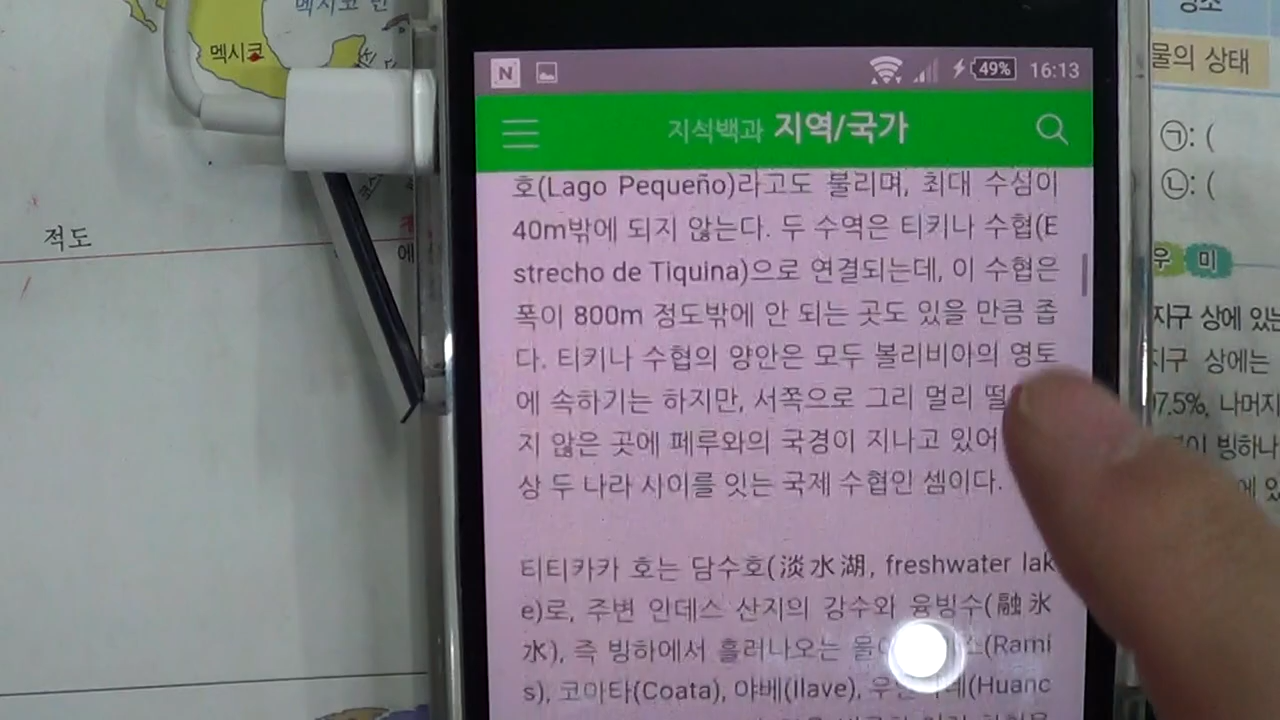 멕시코
적도
N
49%
16:13
지식백과 지역/국가
호(Lago Pequeño)라고도 불리며, 최대 수심이
40m밖에 되지 않는다. 두 수역은 티키나 수협(E
strecho de Tiquina)으로 연결되는데, 이 수협은
폭이 800m 정도밖에 안 되는 곳도 있을 만큼 좁
다. 티키나 수협의 양안은 모두 볼리비아의 영토
에 속하기는 하지만, 서쪽으로 그리 멀리
지 않은 곳에 페루와의 국경이 지나고 있어
상 두 나라 사이를 잇는 국제 수협인 셈이다.
티티카카 호는 담수호(淡水湖, freshwater lak
e)로, 주변 안데스 산지의 강수와 융빙수(融氷
水), 즉 빙하에서 흘러나오는 물 (Rami
s), 코아타(Coata), 야베(Ilave), (Huanc
물의 상태
㉠: (
㉡: (
우 미
지구 상에 있는
지구 상에는
97.5%, 나머지
빙하나